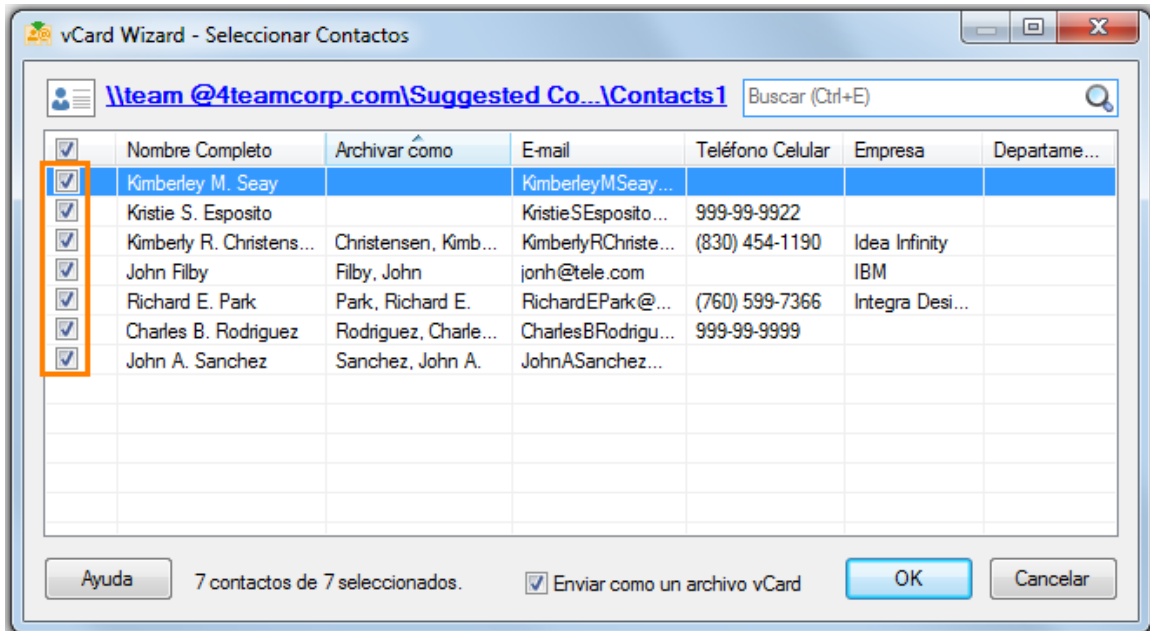 vCard Wizard - Seleccionar Contactos
\\team @4teamcorp.com\Suggested Co...\Contacts1 Buscar (Ctrl+E)
Nombre Completo Archivar como E-mail Teléfono Celular Empresa Departame...
Kimberley M. Seay KimberleyMSeay...
Kristie S. Esposito KristieSEsposito... 999-99-9922
Kimberly R. Christens... Christensen, Kimb... KimberlyRChriste... (830) 454-1190 Idea Infinity
John Filby Filby, John jonh@tele.com IBM
Richard E. Park Park, Richard E. RichardEPark@... (760) 599-7366 Integra Desi...
Charles B. Rodriguez Rodriguez, Charle... CharlesBRodrigu... 999-99-9999
John A. Sanchez Sanchez, John A. JohnASanchez...
Ayuda 7 contactos de 7 seleccionados. Enviar como un archivo vCard OK Cancelar